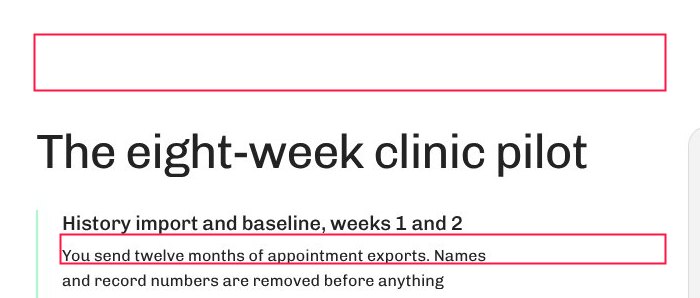 The eight-week clinic pilot
History import and baseline, weeks 1 and 2
You send twelve months of appointment exports. Names
and record numbers are removed before anything